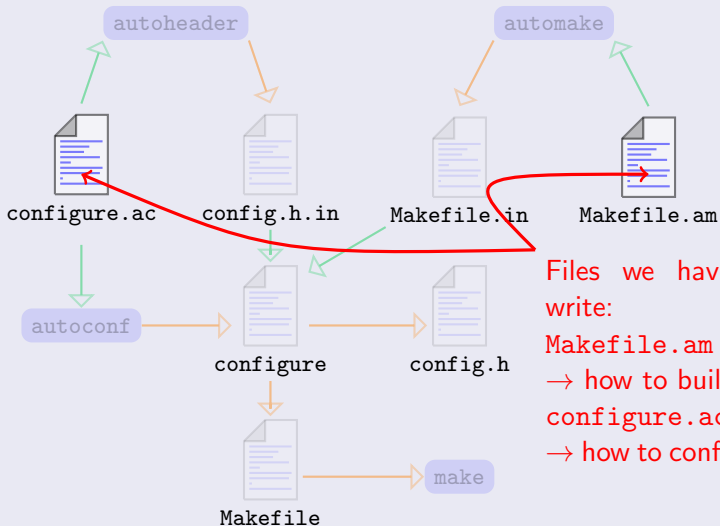 autoheader
automake
configure.ac
config.h.in
Makefile.in
Makefile.am
autoconf
configure
config.h
Files we hav
write:
Makefile.am
→ how to buil
configure.ac
→ how to conf
make
Makefile